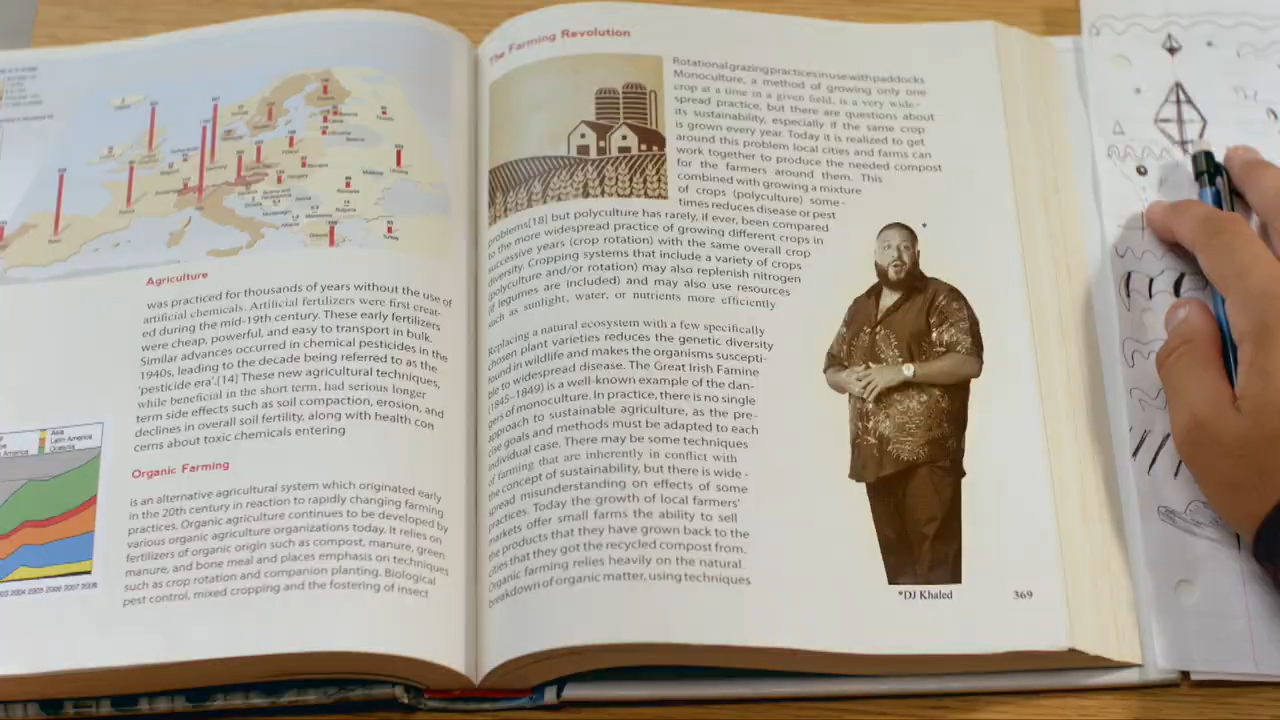 Agriculture
was practiced for thousands of years without the use of
artificial chemicals. Artificial fertilizers were first creat-
ed during the mid-19th century. These early fertilizers
were cheap, powerful, and easy to transport in bulk.
Similar advances occurred in chemical pesticides in the
1940s, leading to the decade being referred to as the
'pesticide era'.[14] These new agricultural techniques,
while beneficial in the short term, had serious longer
term side effects such as soil compaction, erosion, and
declines in overall soil fertility, along with health con
cerns about toxic chemicals entering
Asia
Latin America
Oceania
2004 2005 2006 2007 2008
Organic Farming
is an alternative agricultural system which originated early
in the 20th century in reaction to rapidly changing farming
practices. Organic agriculture continues to be developed by
various organic agriculture organizations today. It relies on
fertilizers of organic origin such as compost, manure, green
manure, and bone meal and places emphasis on techniques
such as crop rotation and companion planting. Biological
pest control, mixed cropping and the fostering of insect
The Farming Revolution
Rotational grazing practices in use with paddocks
Monoculture, a method of growing only one
crop at a time in a given field, is a very wide-
spread practice, but there are questions about
its sustainability, especially if the same crop
is grown every year. Today it is realized to get
around this problem local cities and farms can
work together to produce the needed compost
for the farmers around them. This
combined with growing a mixture
of crops (polyculture) some-
times reduces disease or pest
problems[18] but polyculture has rarely, if ever, been compared
to the more widespread practice of growing different crops in
successive years (crop rotation) with the same overall crop
diversity. Cropping systems that include a variety of crops
(polyculture and/or rotation) may also replenish nitrogen
(if legumes are included) and may also use resources
such as sunlight, water, or nutrients more efficiently
Replacing a natural ecosystem with a few specifically
chosen plant varieties reduces the genetic diversity
found in wildlife and makes the organisms suscepti-
ble to widespread disease. The Great Irish Famine
(1845–1849) is a well-known example of the dan-
gers of monoculture. In practice, there is no single
approach to sustainable agriculture, as the pre-
cise goals and methods must be adapted to each
individual case. There may be some techniques
of farming that are inherently in conflict with
the concept of sustainability, but there is wide -
spread misunderstanding on effects of some
practices. Today the growth of local farmers'
markets offer small farms the ability to sell
the products that they have grown back to the
cities that they got the recycled compost from.
Organic farming relies heavily on the natural
breakdown of organic matter, using techniques
*
*DJ Khaled
369